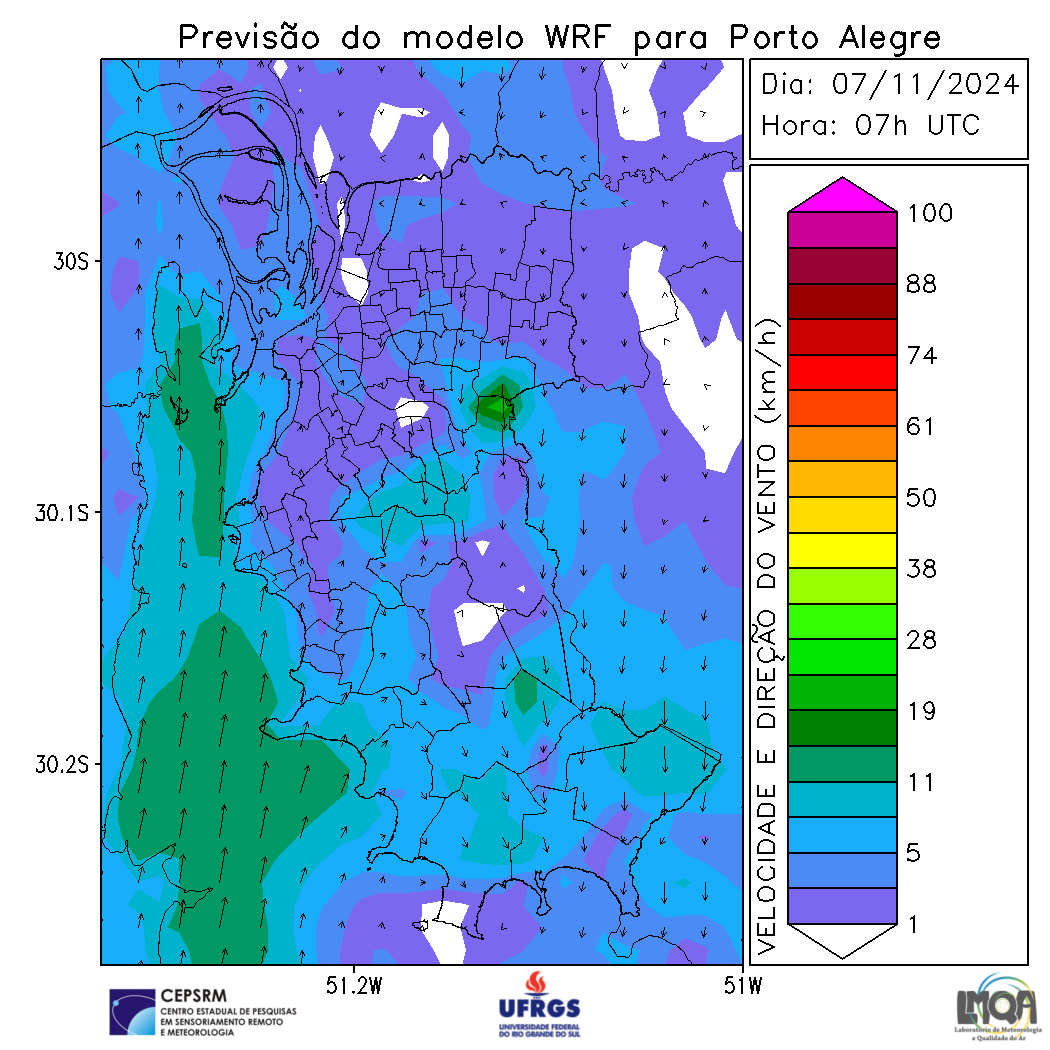 Previsão do modelo WRF para Porto Alegre
Dia: 07/11/2024
Hora: 07h UTC
30S
30.1S
30.2S
51.2W
51W
VELOCIDADE E DIREÇÃO DO VENTO (km/h)
100
88
74
61
50
38
28
19
11
5
1
CEPSRM
CENTRO ESTADUAL DE PESQUISAS
EM SENSORIAMENTO REMOTO
E METEOROLOGIA
UFRGS
UNIVERSIDADE FEDERAL
DO RIO GRANDE DO SUL
LMQA
Laboratório de Meteorologia
e Qualidade do Ar